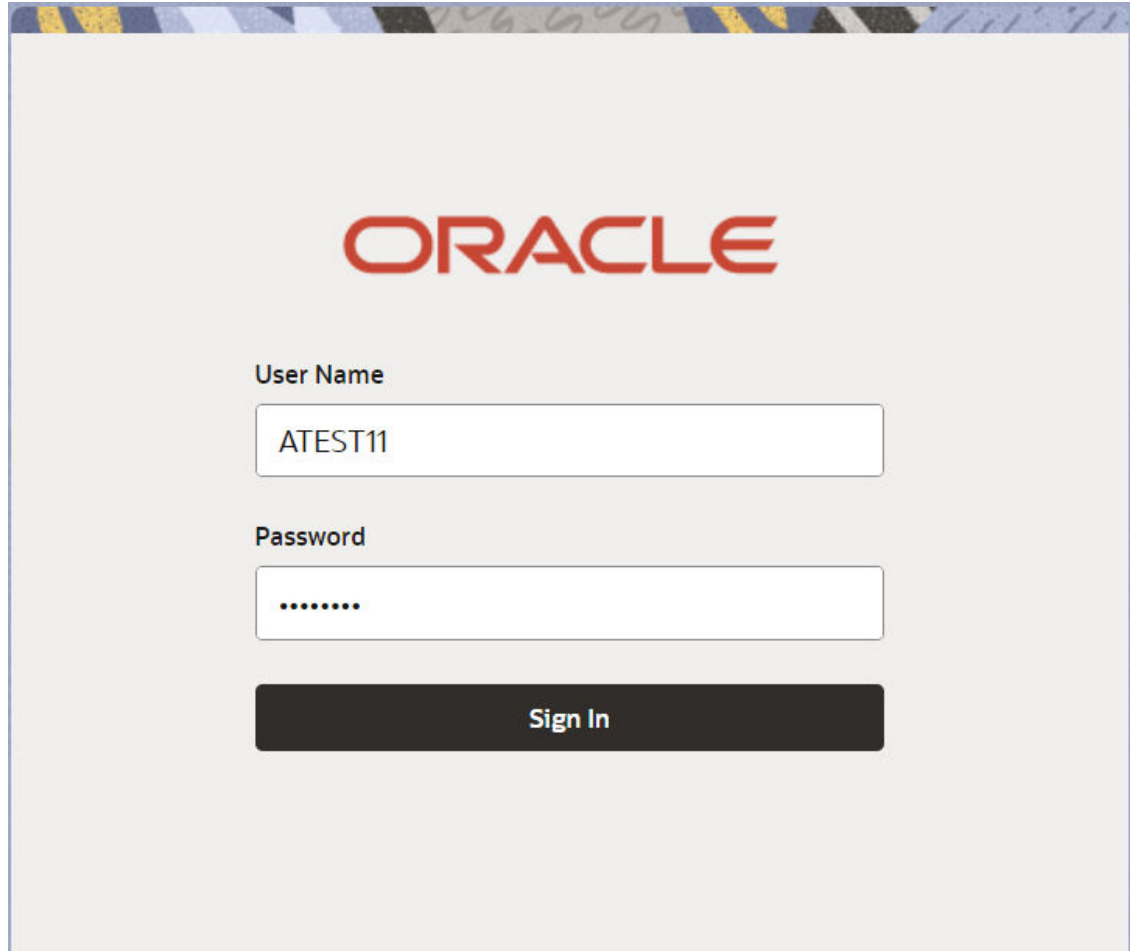 ORACLE
User Name
ATEST11
Password
••••••••
Sign In